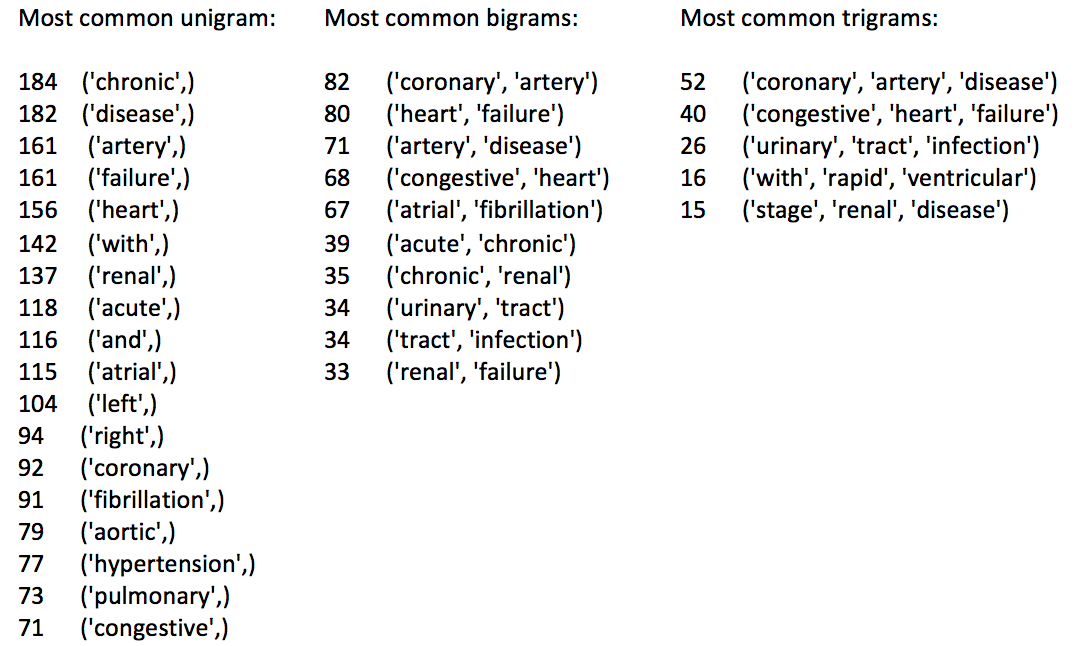 Most common unigram:
184 ('chronic',)
182 ('disease',)
161 ('artery',)
161 ('failure',)
156 ('heart',)
142 ('with',)
137 ('renal',)
118 ('acute',)
116 ('and',)
115 ('atrial',)
104 ('left',)
94 ('right',)
92 ('coronary',)
91 ('fibrillation',)
79 ('aortic',)
77 ('hypertension',)
73 ('pulmonary',)
71 ('congestive',)
Most common bigrams:
82 ('coronary', 'artery')
80 ('heart', 'failure')
71 ('artery', 'disease')
68 ('congestive', 'heart')
67 ('atrial', 'fibrillation')
39 ('acute', 'chronic')
35 ('chronic', 'renal')
34 ('urinary', 'tract')
34 ('tract', 'infection')
33 ('renal', 'failure')
Most common trigrams:
52 ('coronary', 'artery', 'disease')
40 ('congestive', 'heart', 'failure')
26 ('urinary', 'tract', 'infection')
16 ('with', 'rapid', 'ventricular')
15 ('stage', 'renal', 'disease')